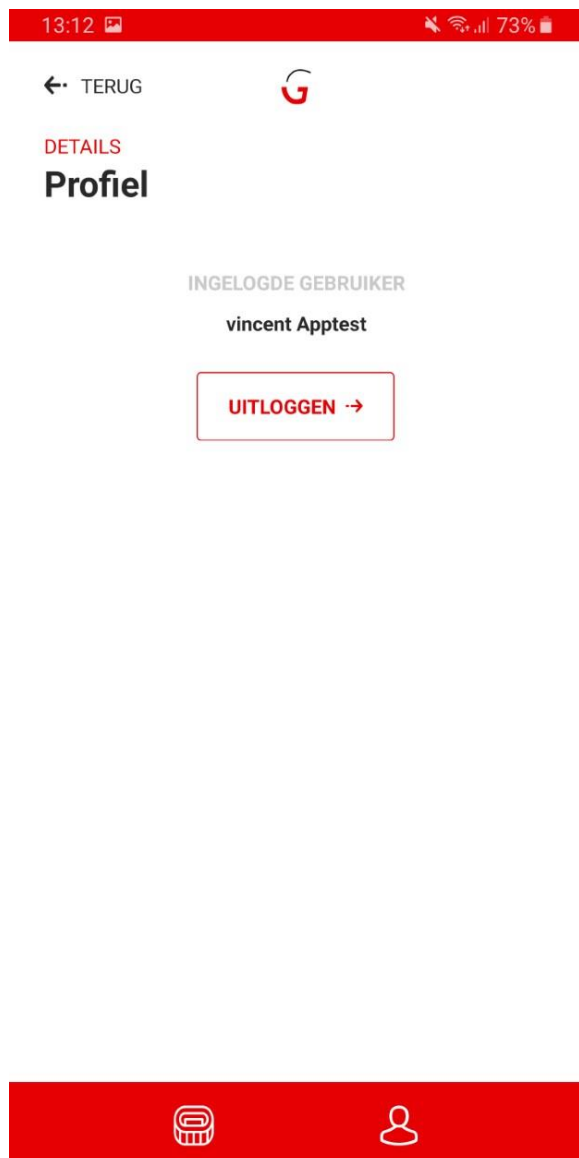 13:12 73%
TERUG
DETAILS
Profiel
INGELOGDE GEBRUIKER
vincent Apptest
UITLOGGEN